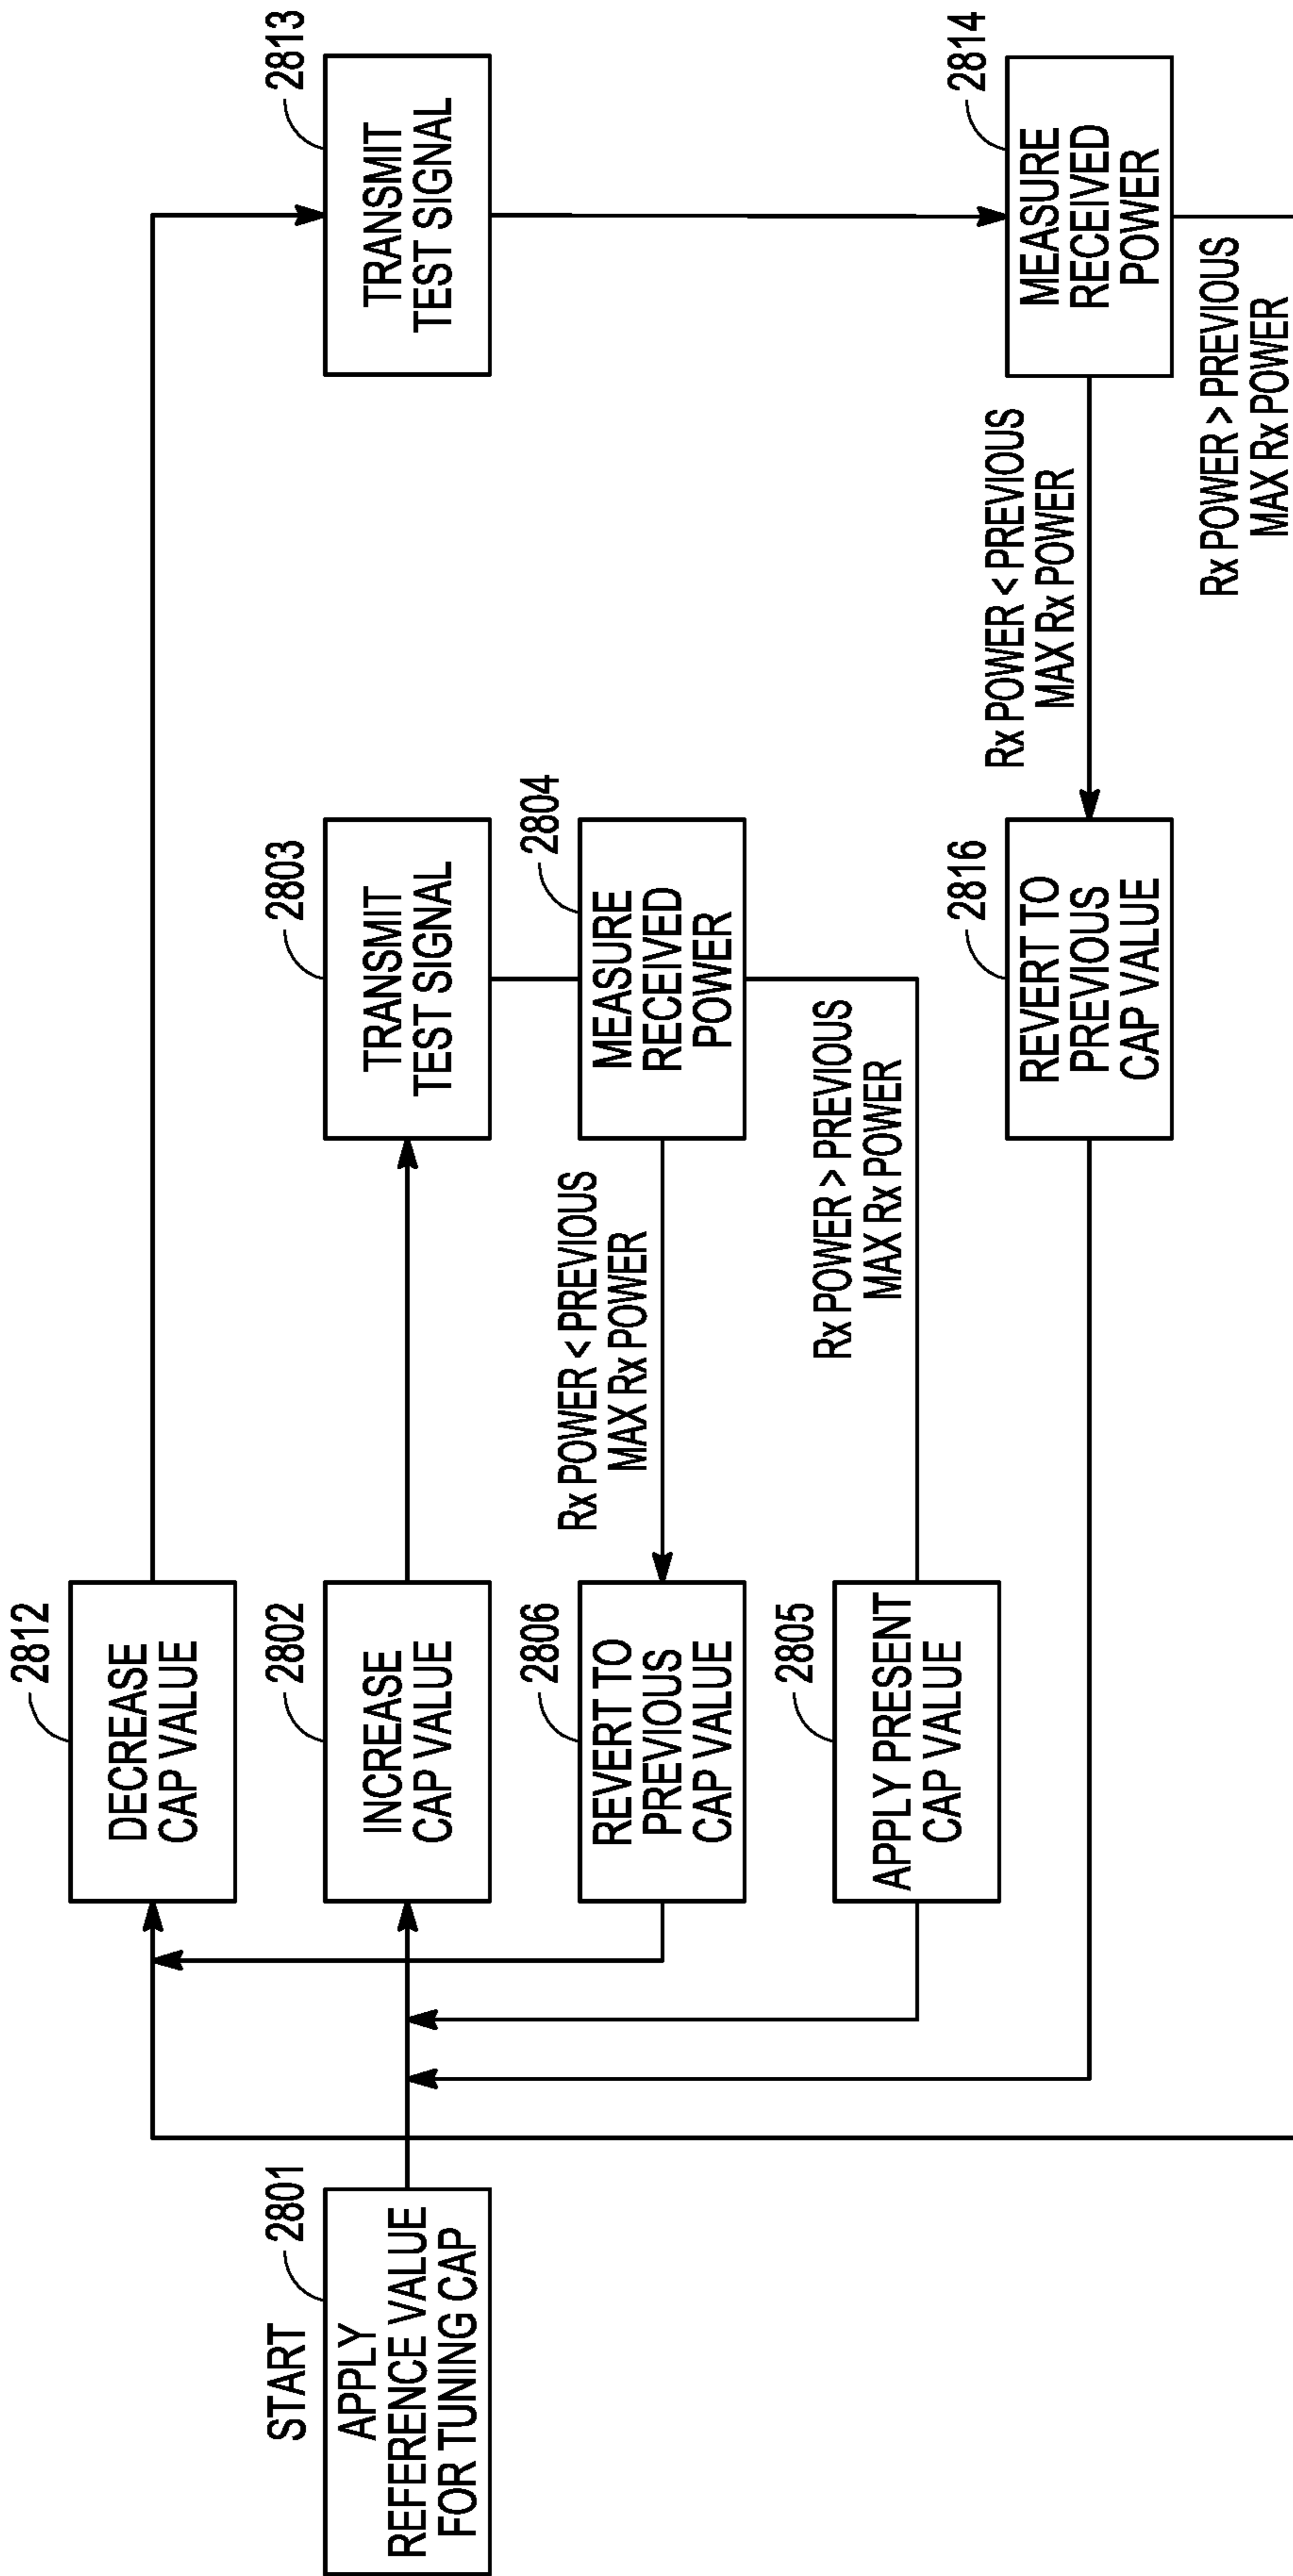 START
2801
APPLY
REFERENCE VALUE
FOR TUNING CAP
2812
DECREASE
CAP VALUE
2802
INCREASE
CAP VALUE
2806
REVERT TO
PREVIOUS
CAP VALUE
2805
APPLY PRESENT
CAP VALUE
2803
TRANSMIT
TEST SIGNAL
2804
MEASURE
RECEIVED
POWER
Rx POWER < PREVIOUS
MAX Rx POWER
Rx POWER > PREVIOUS
MAX Rx POWER
2816
REVERT TO
PREVIOUS
CAP VALUE
2813
TRANSMIT
TEST SIGNAL
2814
MEASURE
RECEIVED
POWER
Rx POWER < PREVIOUS
MAX Rx POWER
Rx POWER > PREVIOUS
MAX Rx POWER